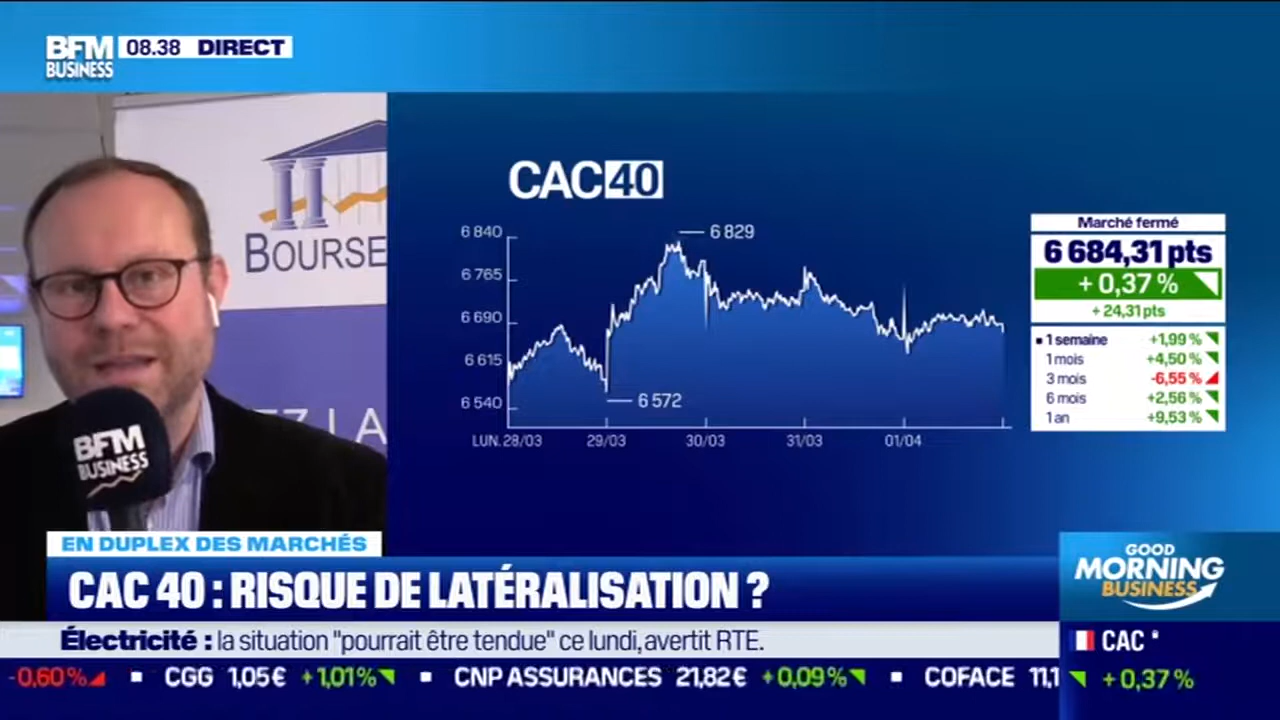 BFM
BUSINESS
08.38 DIRECT
BOURSE
EZ LA
BFM
BUSINESS
CAC40
6 840
6 765
6 690
6 615
6 540
6 829
6 572
LUN. 28/03
29/03
30/03
31/03
01/04
Marché fermé
6 684,31 pts
+ 0,37 %
+ 24,31 pts
1 semaine +1,99 %
1 mois +4,50 %
3 mois -6,55 %
6 mois +2,56 %
1 an +9,53 %
EN DUPLEX DES MARCHÉS
CAC 40 : RISQUE DE LATÉRALISATION ?
GOOD
MORNING
BUSINESS
Électricité : la situation "pourrait être tendue" ce lundi, avertit RTE.
CAC *
-0,60% CGG 1,05€ +1,01% CNP ASSURANCES 21,82€ +0,09% COFACE 11,1
+0,37 %